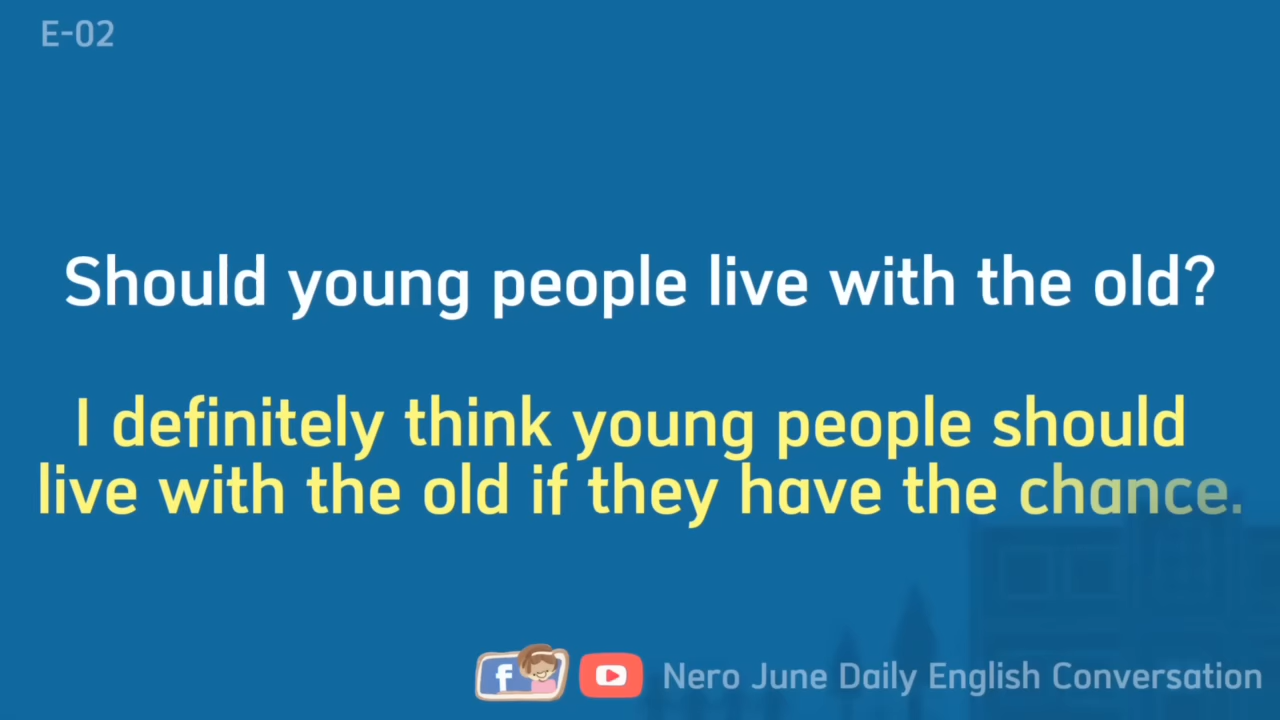 E-02
Should young people live with the old?
I definitely think young people should
live with the old if they have the chance.
f
Nero June Daily English Conversation